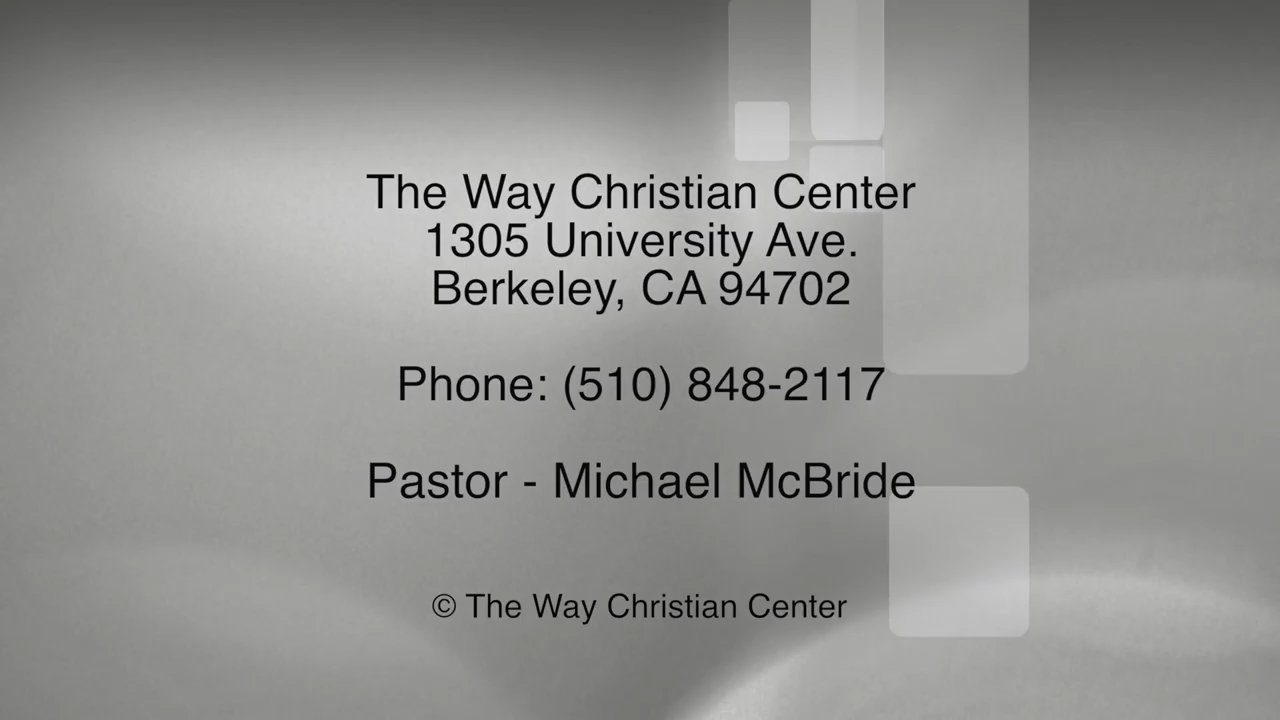 The Way Christian Center
1305 University Ave.
Berkeley, CA 94702
Phone: (510) 848-2117
Pastor - Michael McBride
© The Way Christian Center